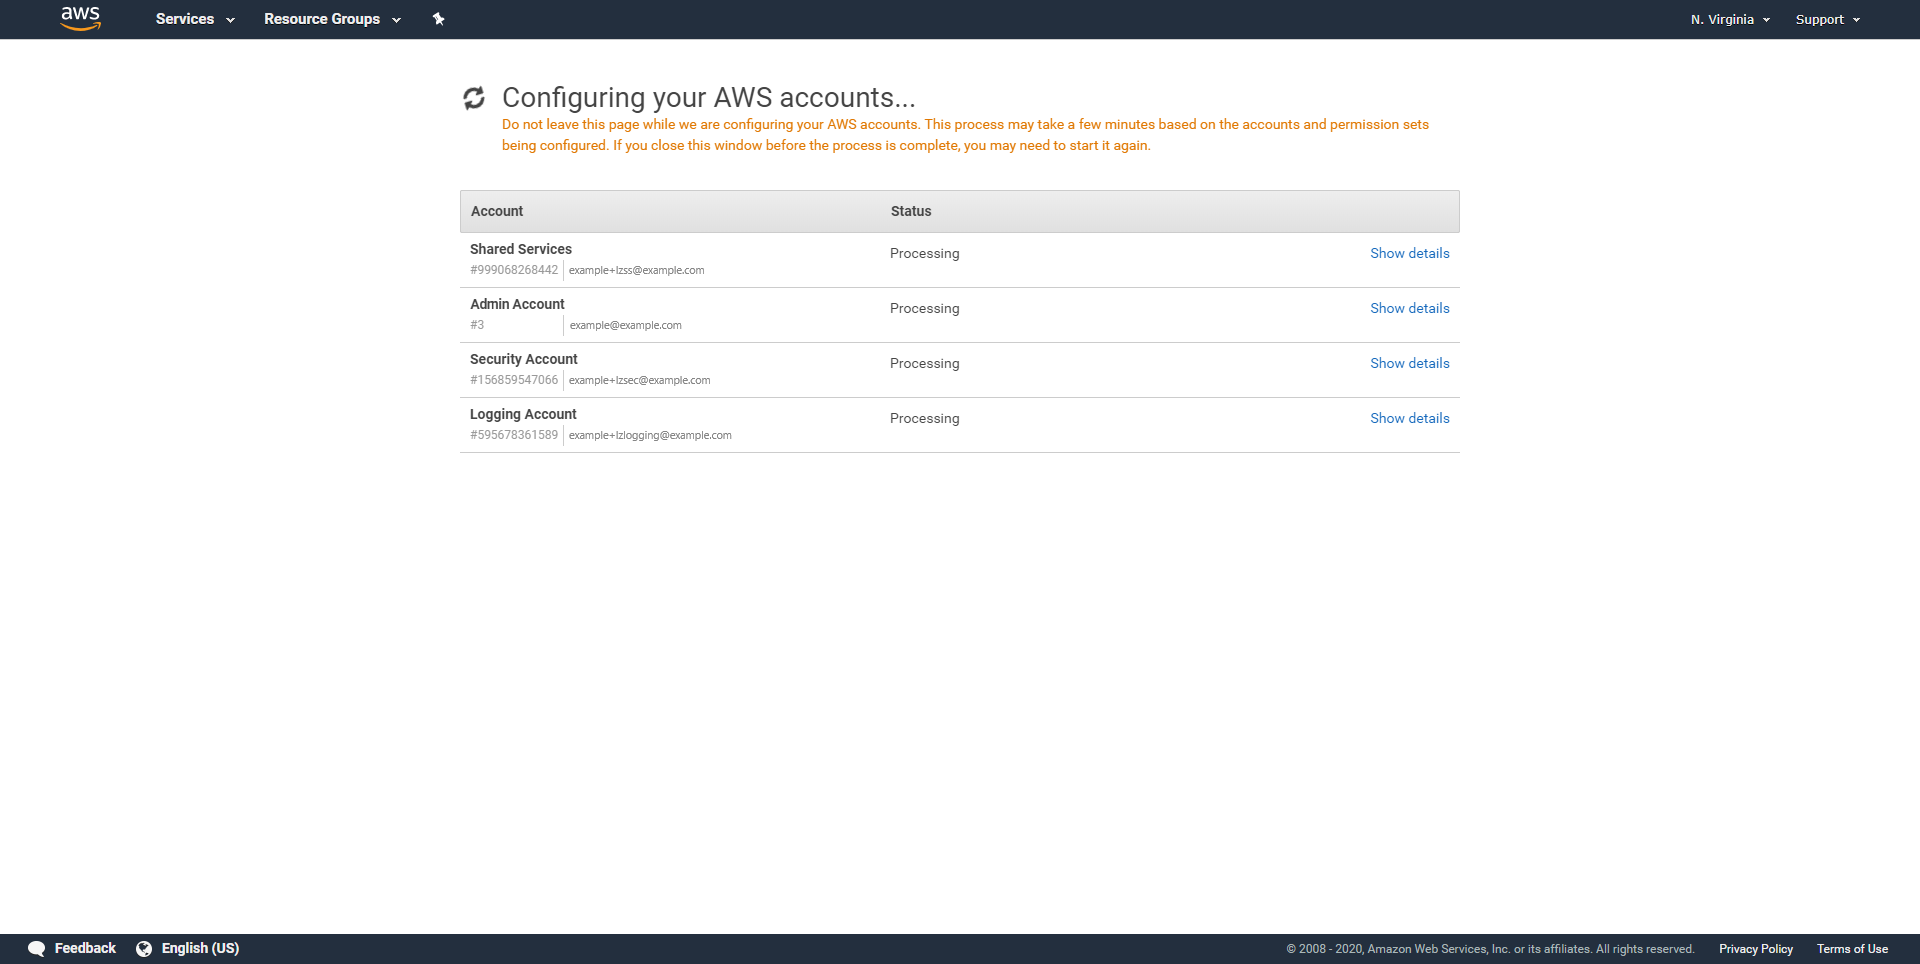 aws Services Resource Groups N. Virginia Support
Configuring your AWS accounts...
Do not leave this page while we are configuring your AWS accounts. This process may take a few minutes based on the accounts and permission sets
being configured. If you close this window before the process is complete, you may need to start it again.
Account Status
Shared Services Processing Show details
#999068268442 example+lzss@example.com
Admin Account Processing Show details
#3 example@example.com
Security Account Processing Show details
#156859547066 example+lzsec@example.com
Logging Account Processing Show details
#595678361589 example+lzlogging@example.com
Feedback English (US) © 2008 - 2020, Amazon Web Services, Inc. or its affiliates. All rights reserved. Privacy Policy Terms of Use